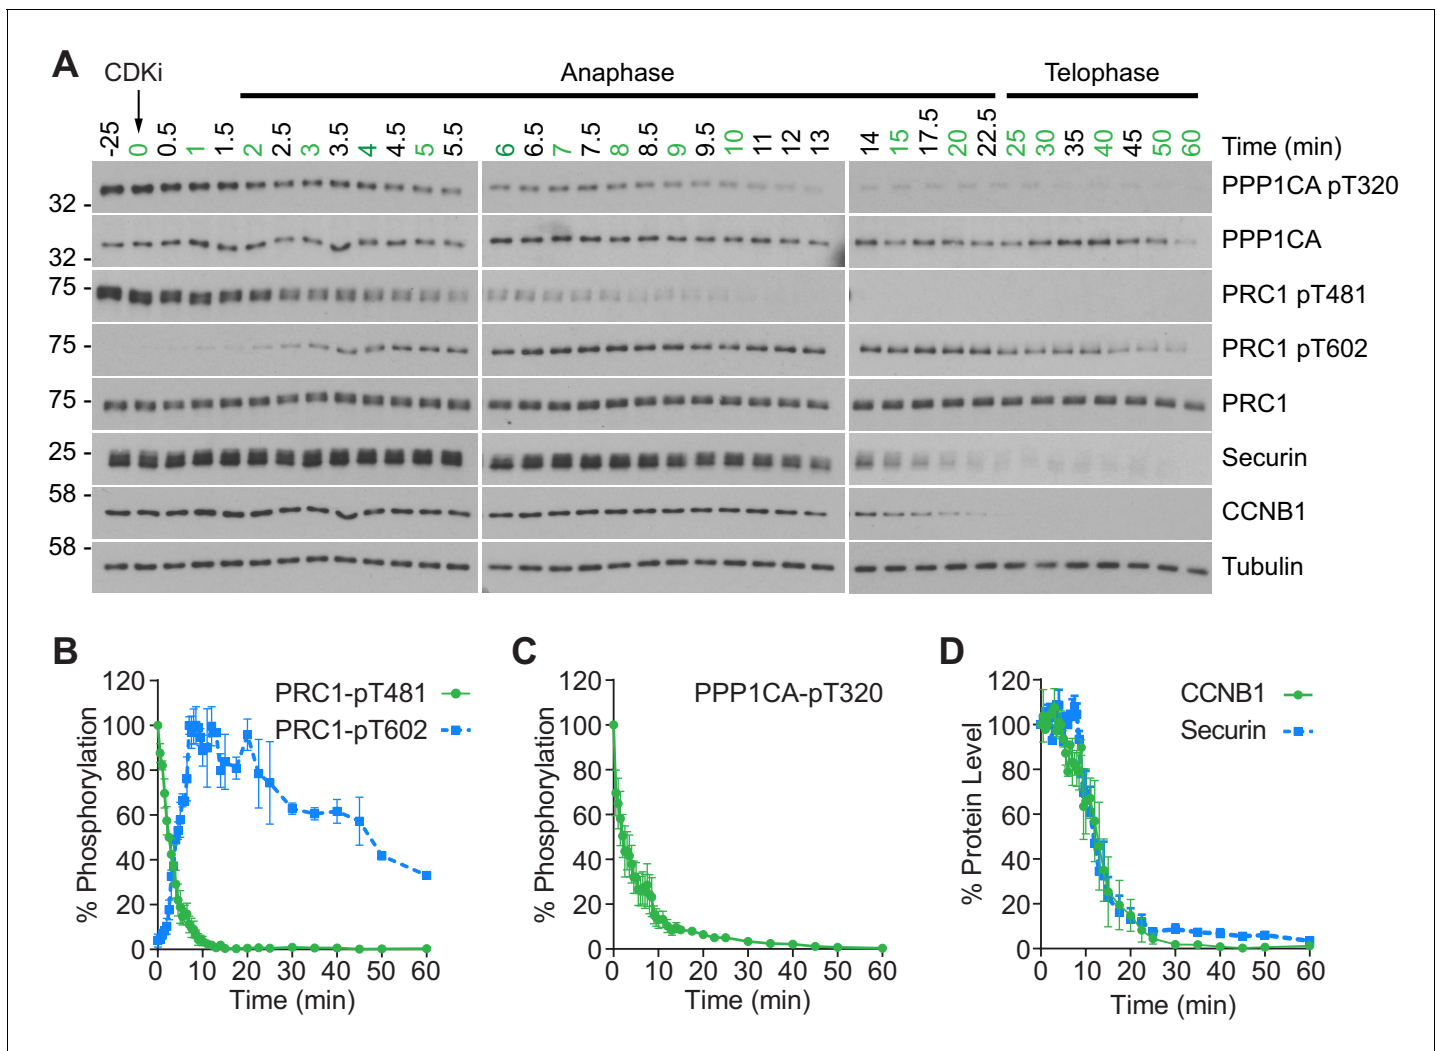 A
CDKi
Anaphase
Telophase
-25 0 0.5 1 1.5 2 2.5 3 3.5 4 4.5 5 5.5 6 6.5 7 7.5 8 8.5 9 9.5 10 11 12 13 14 15 17.5 20 22.5 25 30 35 40 45 50 60 Time (min)
32 - PPP1CA pT320
32 - PPP1CA
75 - PRC1 pT481
75 - PRC1 pT602
75 - PRC1
25 - Securin
58 - CCNB1
58 - Tubulin
B
% Phosphorylation
120
100
80
60
40
20
0
PRC1-pT481
PRC1-pT602
0 10 20 30 40 50 60
Time (min)
C
% Phosphorylation
120
100
80
60
40
20
0
PPP1CA-pT320
0 10 20 30 40 50 60
Time (min)
D
% Protein Level
120
100
80
60
40
20
0
CCNB1
Securin
0 10 20 30 40 50 60
Time (min)